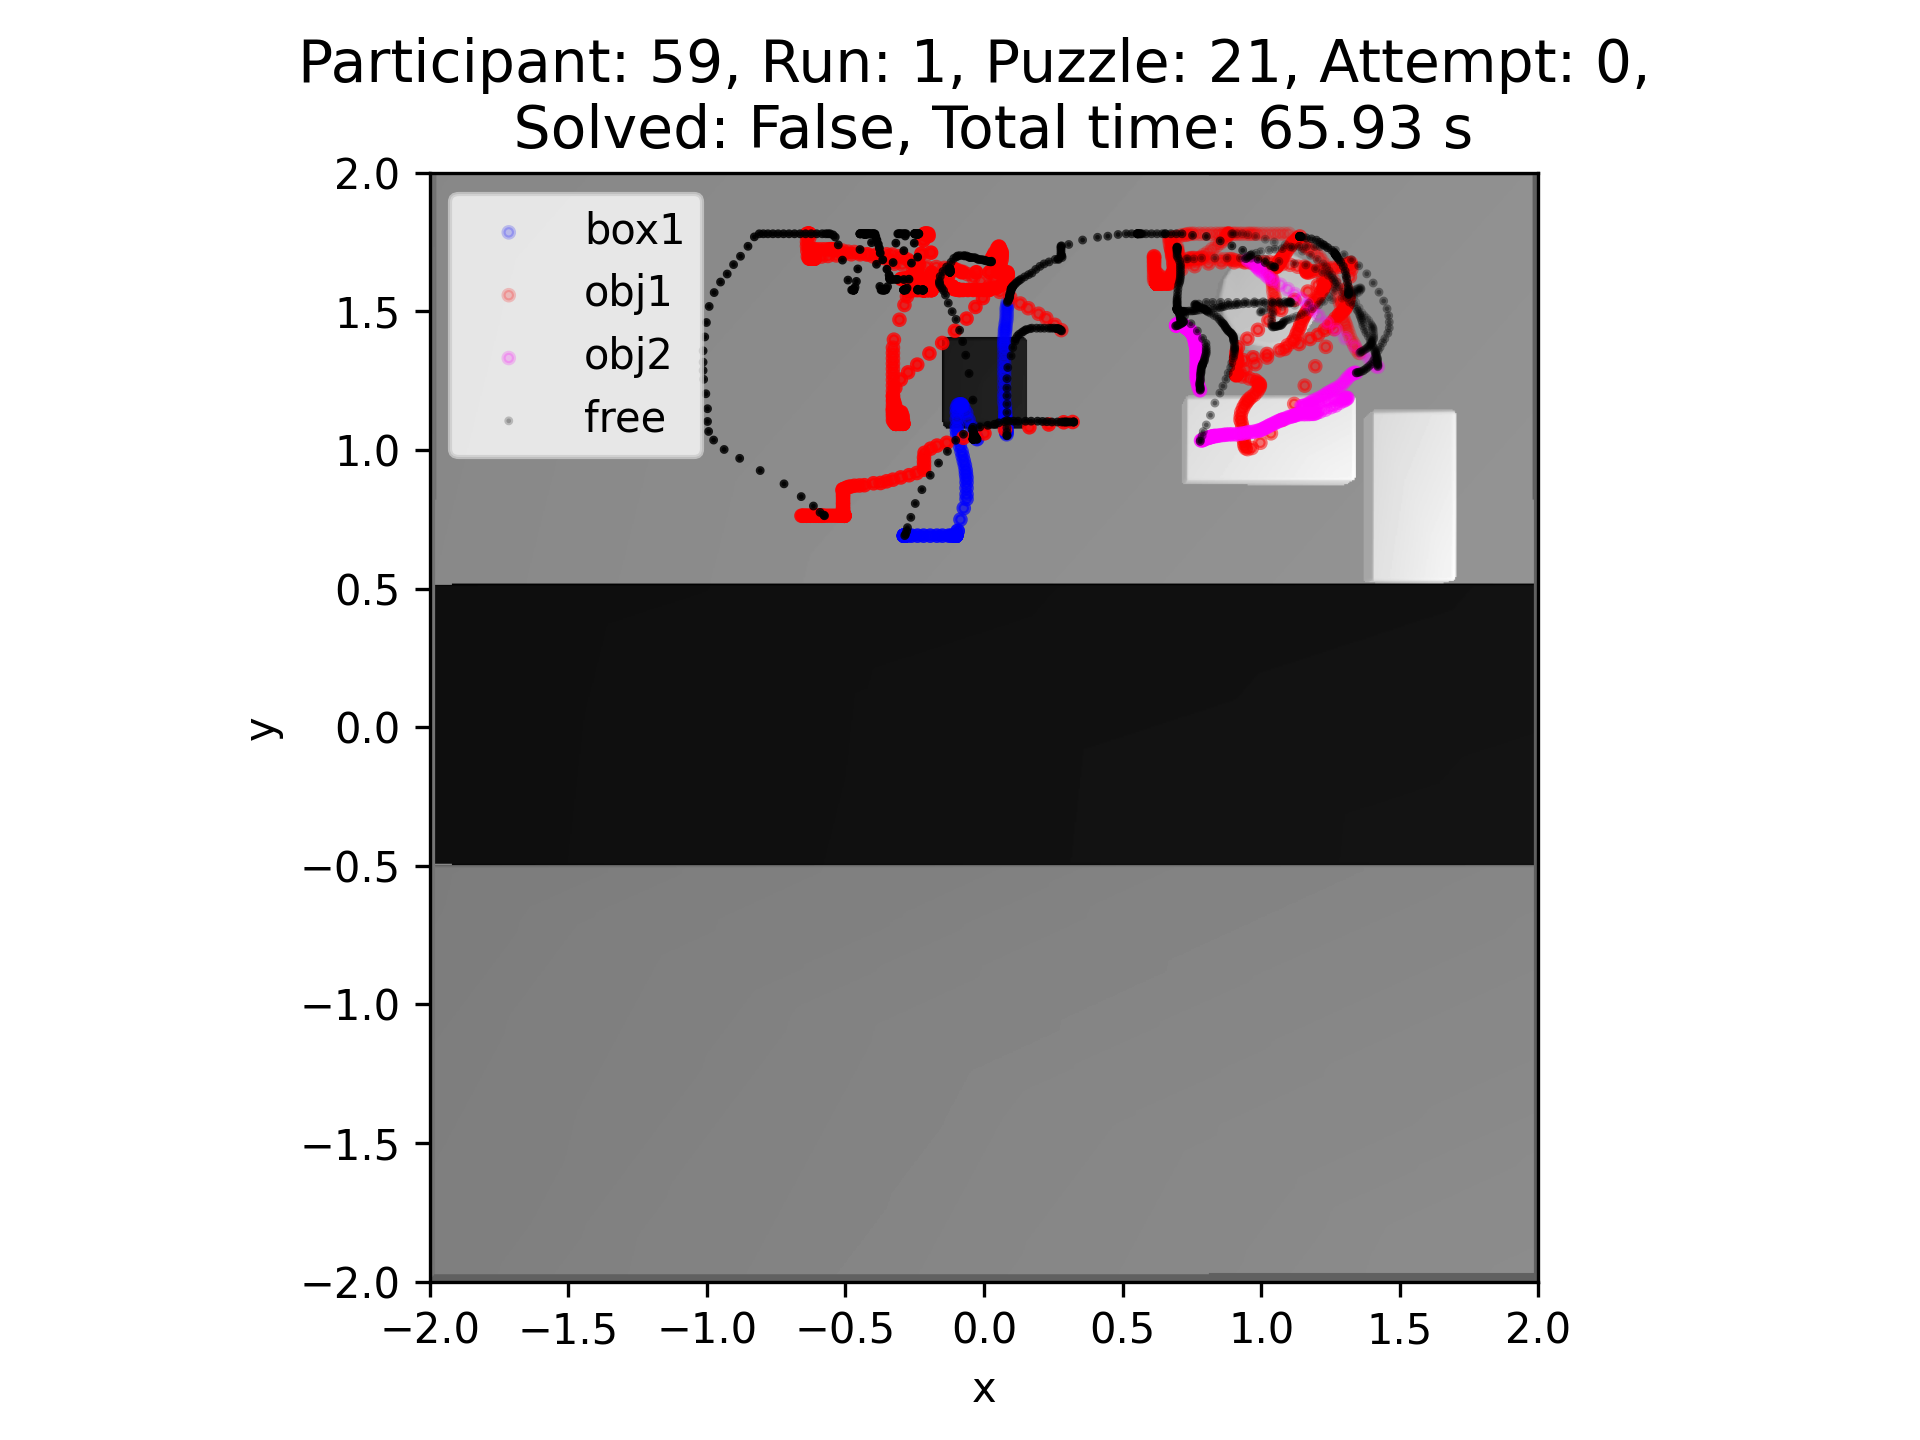 Participant: 59, Run: 1, Puzzle: 21, Attempt: 0,
Solved: False, Total time: 65.93 s
2.0
1.5
1.0
0.5
0.0
−0.5
−1.0
−1.5
−2.0
y
box1
obj1
obj2
free
−2.0 −1.5 −1.0 −0.5 0.0 0.5 1.0 1.5 2.0
x